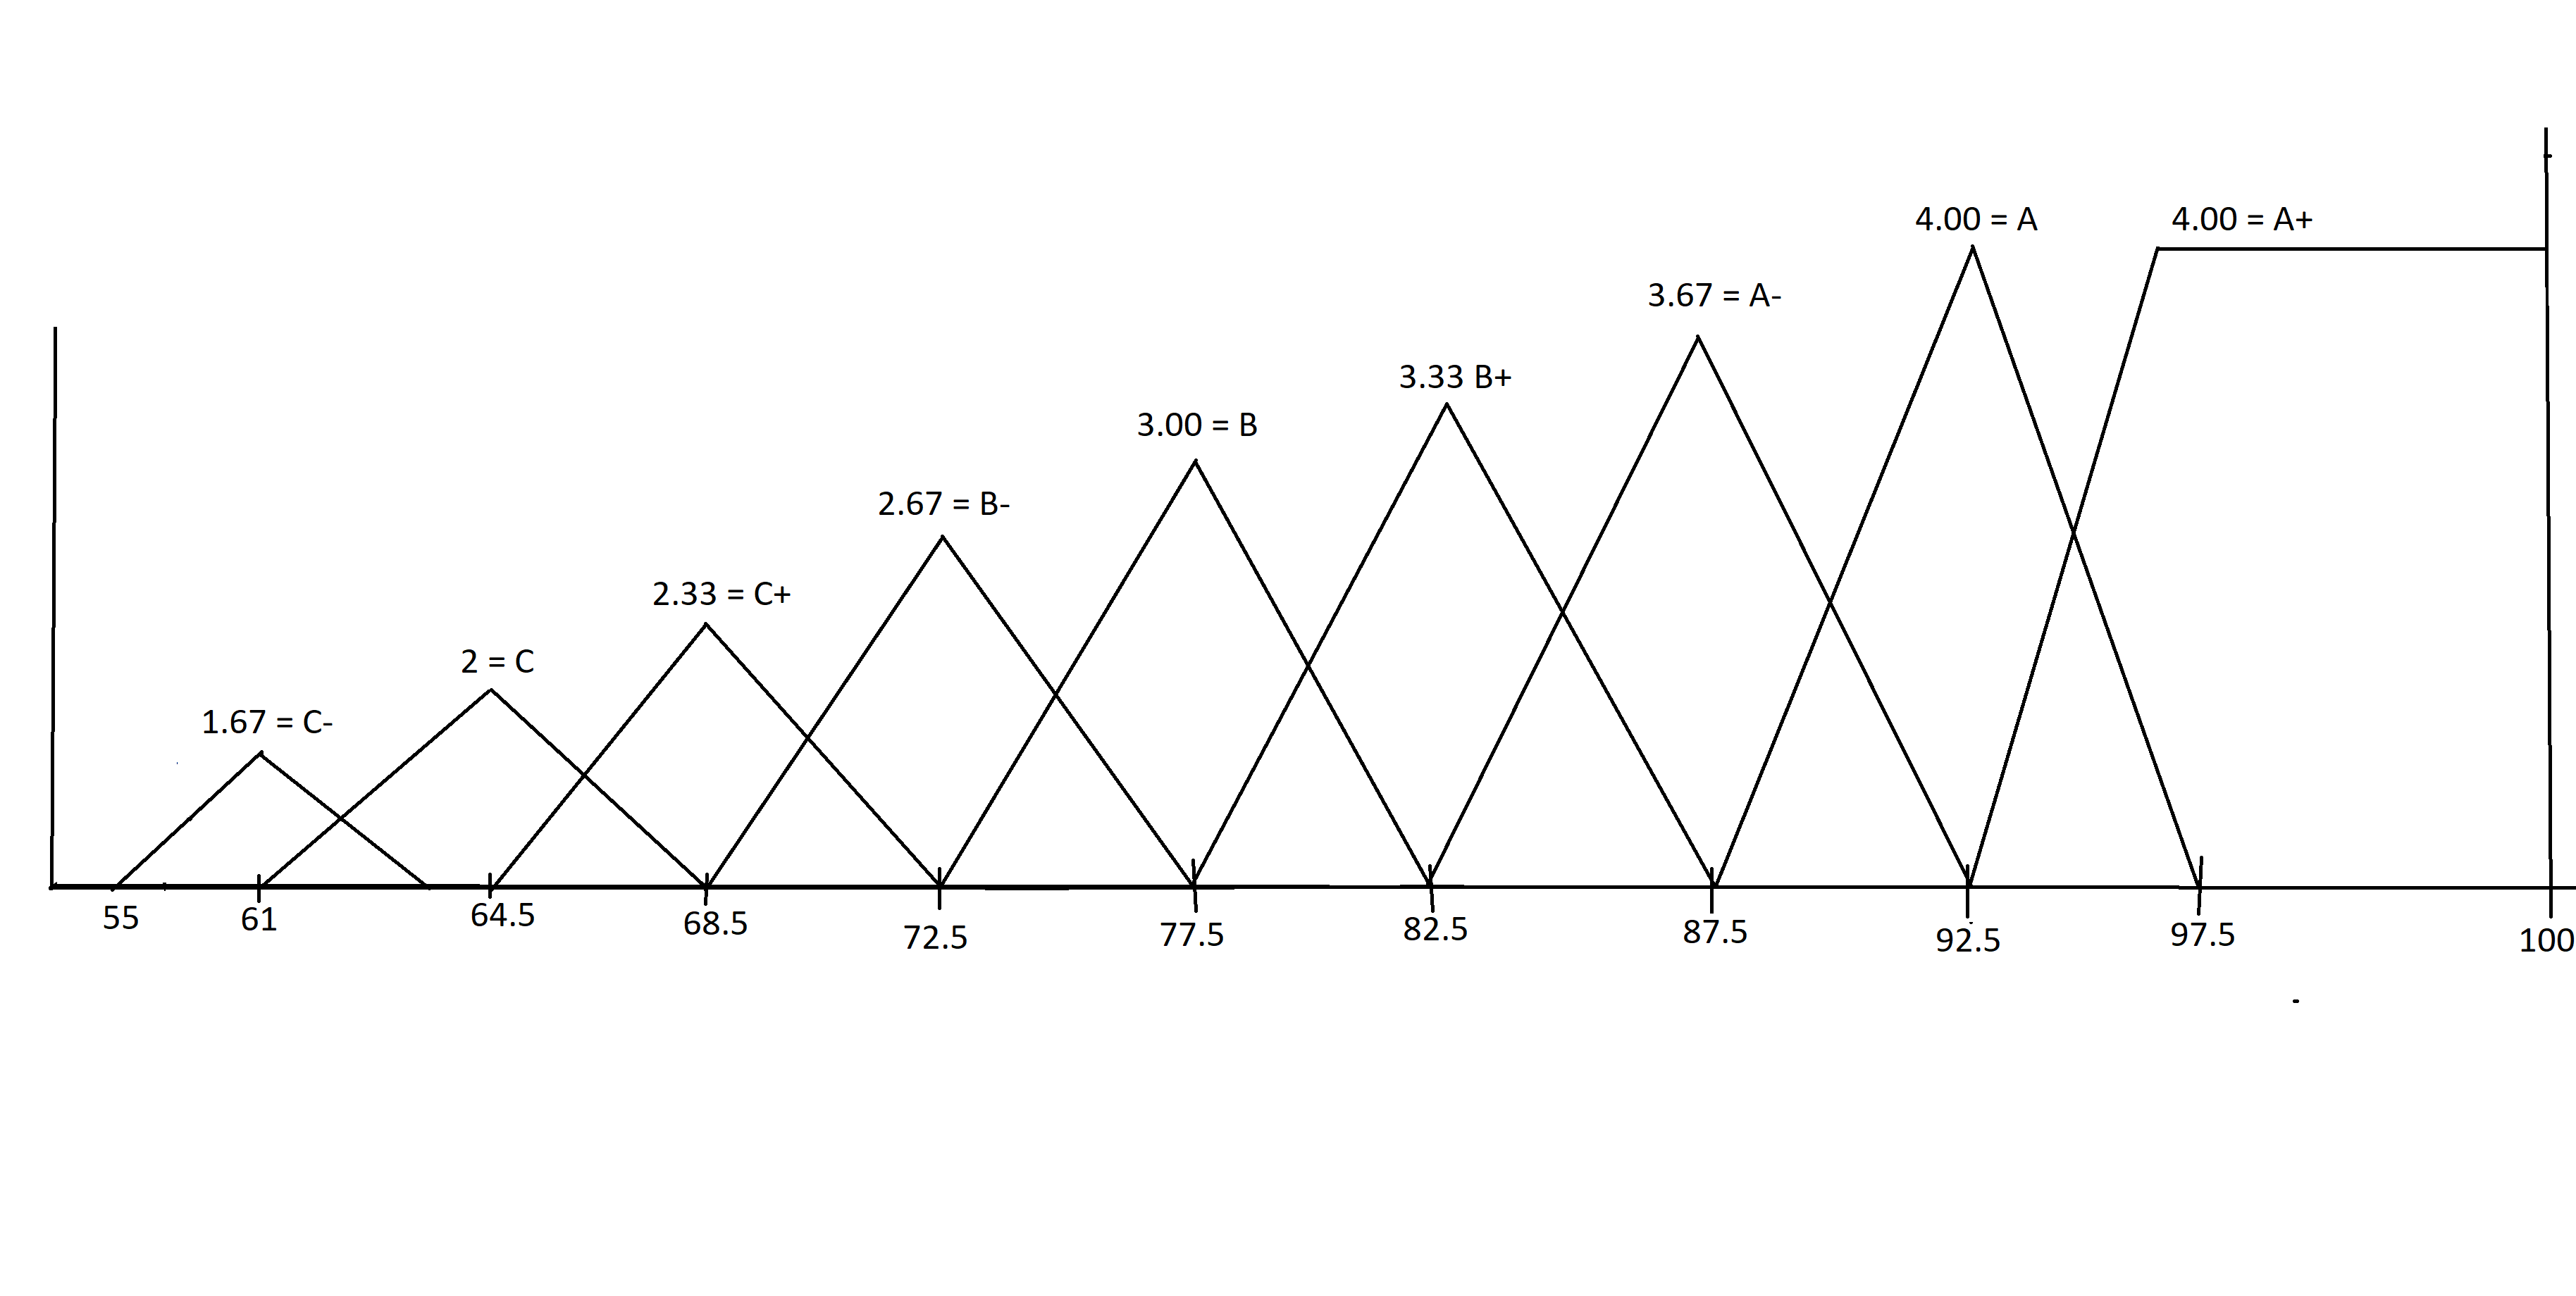 4.00 = A
4.00 = A+
3.67 = A-
3.33 B+
3.00 = B
2.67 = B-
2.33 = C+
2 = C
1.67 = C-
55
61
64.5
68.5
72.5
77.5
82.5
87.5
92.5
97.5
100